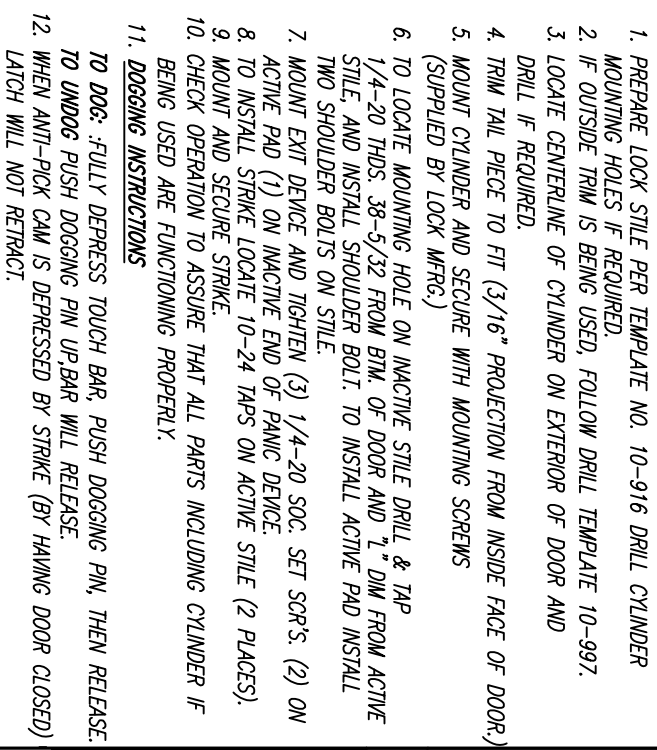 1. PREPARE LOCK STILE PER TEMPLATE NO. 10-916 DRILL CYLINDER
MOUNTING HOLES IF REQUIRED.
2. IF OUTSIDE TRIM IS BEING USED, FOLLOW DRILL TEMPLATE 10-997.
3. LOCATE CENTERLINE OF CYLINDER ON EXTERIOR OF DOOR AND
DRILL IF REQUIRED.
4. TRIM TAIL PIECE TO FIT (3/16" PROJECTION FROM INSIDE FACE OF DOOR.)
5. MOUNT CYLINDER AND SECURE WITH MOUNTING SCREWS
(SUPPLIED BY LOCK MFRG.)
6. TO LOCATE MOUNTING HOLE ON INACTIVE STILE DRILL & TAP
1/4-20 THDS. 38-5/32 FROM BTM. OF DOOR AND "L" DIM FROM ACTIVE
STILE, AND INSTALL SHOULDER BOLT. TO INSTALL ACTIVE PAD INSTALL
TWO SHOULDER BOLTS ON STILE.
7. MOUNT EXIT DEVICE AND TIGHTEN (3) 1/4-20 SOC. SET SCR'S. (2) ON
ACTIVE PAD (1) ON INACTIVE END OF PANIC DEVICE.
8. TO INSTALL STRIKE LOCATE 10-24 TAPS ON ACTIVE STILE (2 PLACES).
9. MOUNT AND SECURE STRIKE.
10. CHECK OPERATION TO ASSURE THAT ALL PARTS INCLUDING CYLINDER IF
BEING USED ARE FUNCTIONING PROPERLY.
11. DOGGING INSTRUCTIONS
TO DOG: :FULLY DEPRESS TOUCH BAR, PUSH DOGGING PIN, THEN RELEASE.
TO UNDOG PUSH DOGGING PIN UP,BAR WILL RELEASE.
12. WHEN ANTI-PICK CAM IS DEPRESSED BY STRIKE (BY HAVING DOOR CLOSED)
LATCH WILL NOT RETRACT.